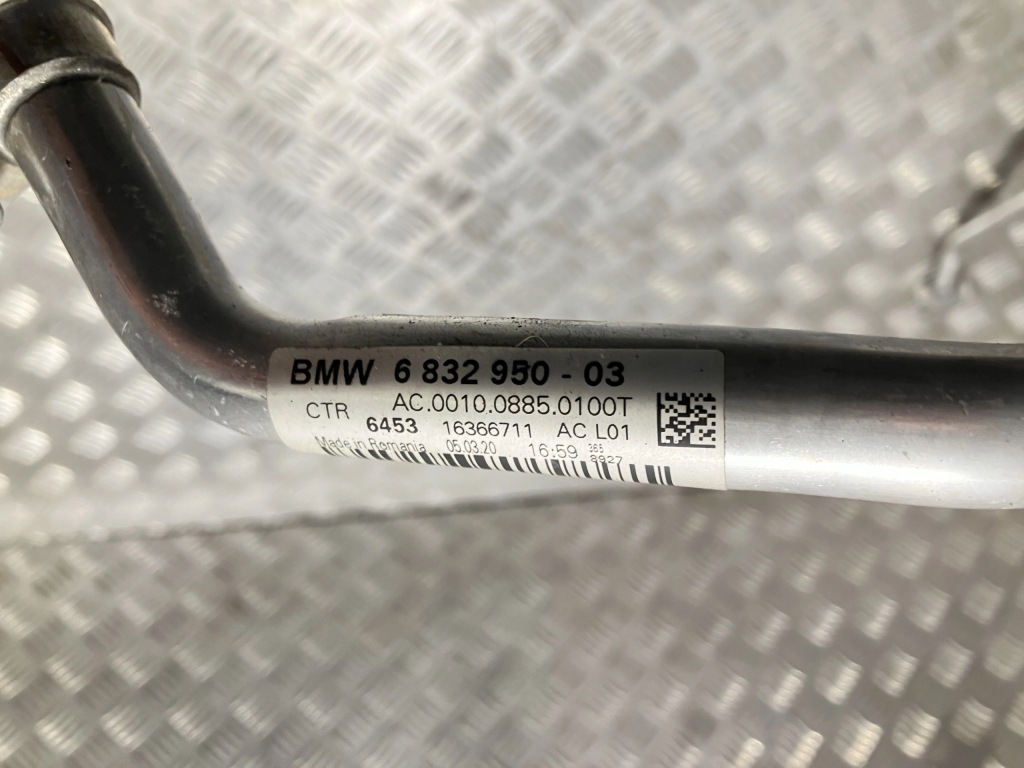 BMW 6 832 950 - 03
CTR AC.0010.0885.0100T
6453 16366711 AC L01
Made in Romania 05.03.20 16:59 365
8927